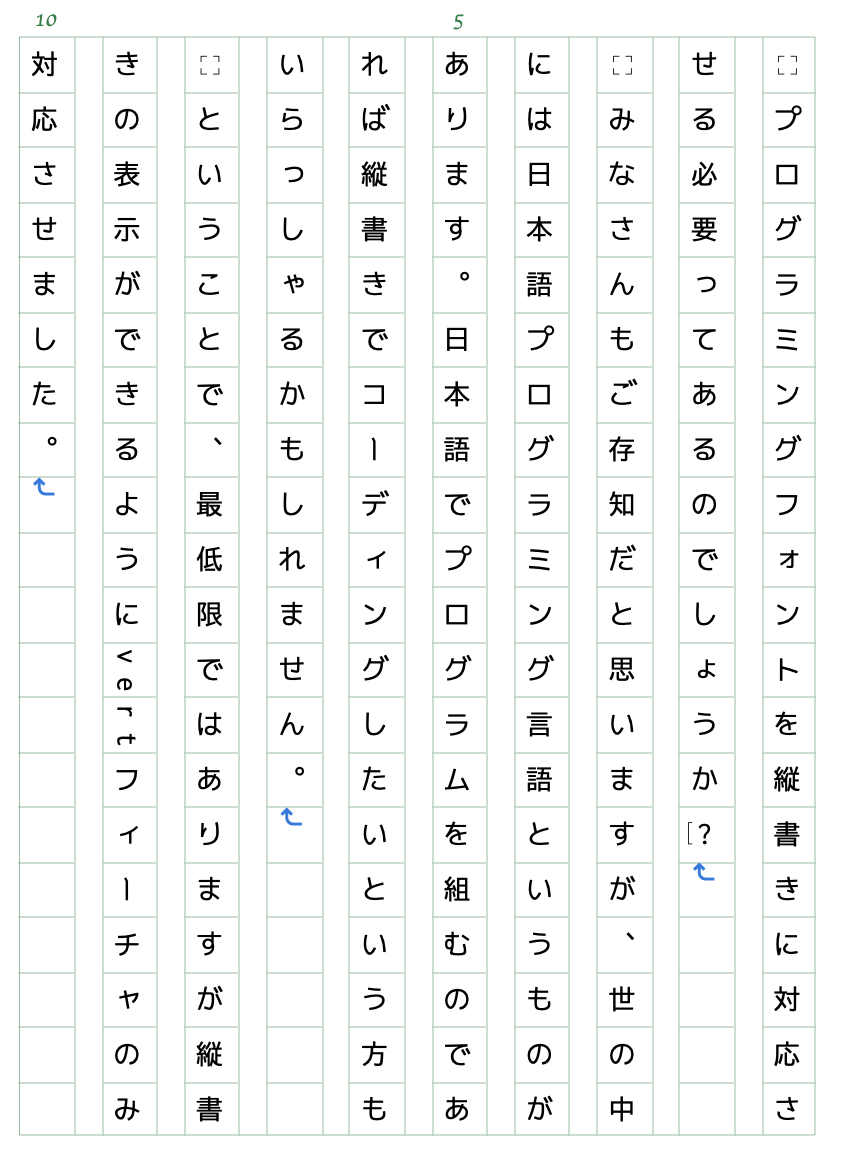 10
5
　プログラミングフォントを縦書きに対応さ
せる必要ってあるのでしょうか？
　みなさんもご存知だと思いますが、世の中
には日本語プログラミング言語というものが
あります。日本語でプログラムを組むのであ
れば縦書きでコーディングしたいという方も
いらっしゃるかもしれません。
　ということで、最低限ではありますが縦書
きの表示ができるようにvertフィーチャのみ
対応させました。